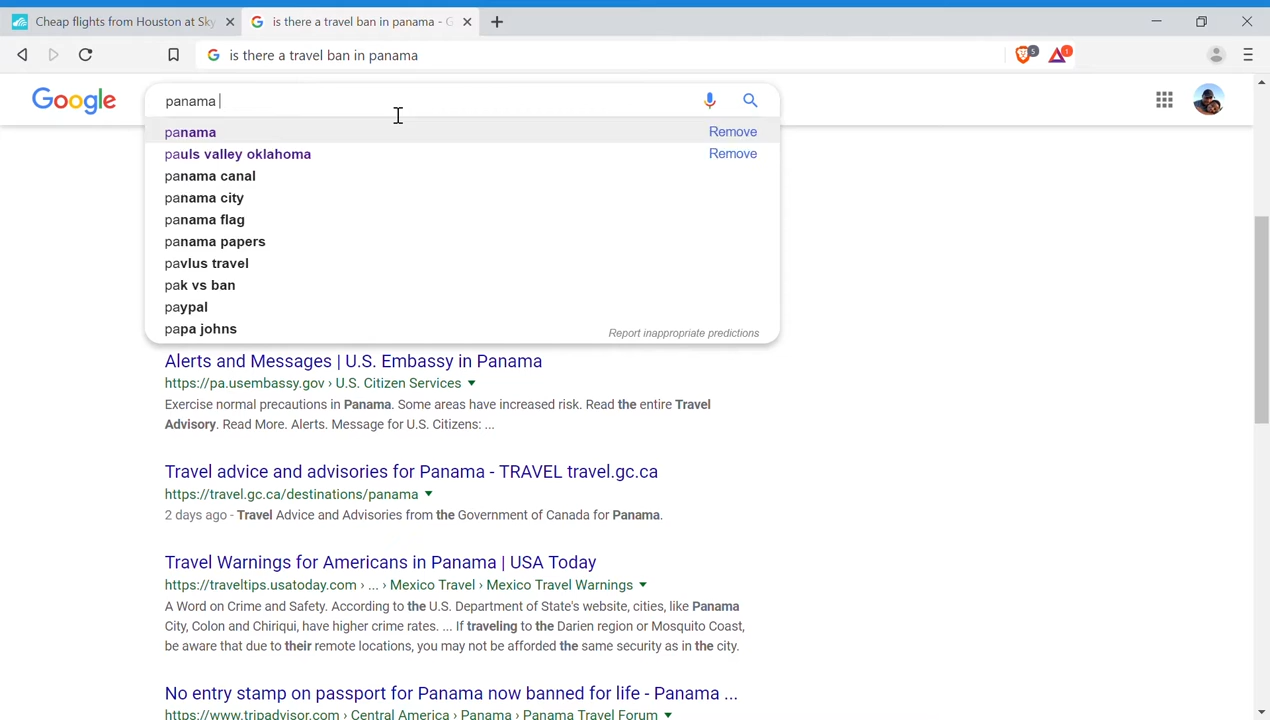 Cheap flights from Houston at Sky
is there a travel ban in panama - G
is there a travel ban in panama
5
1
Google
panama
panama
Remove
pauls valley oklahoma
Remove
panama canal
panama city
panama flag
panama papers
pavlus travel
pak vs ban
paypal
papa johns
Report inappropriate predictions
Alerts and Messages | U.S. Embassy in Panama
https://pa.usembassy.gov › U.S. Citizen Services
Exercise normal precautions in Panama. Some areas have increased risk. Read the entire Travel
Advisory. Read More. Alerts. Message for U.S. Citizens: ...
Travel advice and advisories for Panama - TRAVEL travel.gc.ca
https://travel.gc.ca/destinations/panama
2 days ago - Travel Advice and Advisories from the Government of Canada for Panama.
Travel Warnings for Americans in Panama | USA Today
https://traveltips.usatoday.com › ... › Mexico Travel › Mexico Travel Warnings
A Word on Crime and Safety. According to the U.S. Department of State's website, cities, like Panama
City, Colon and Chiriqui, have higher crime rates. ... If traveling to the Darien region or Mosquito Coast,
be aware that due to their remote locations, you may not be afforded the same security as in the city.
No entry stamp on passport for Panama now banned for life - Panama ...
https://www.tripadvisor.com › Central America › Panama › Panama Travel Forum